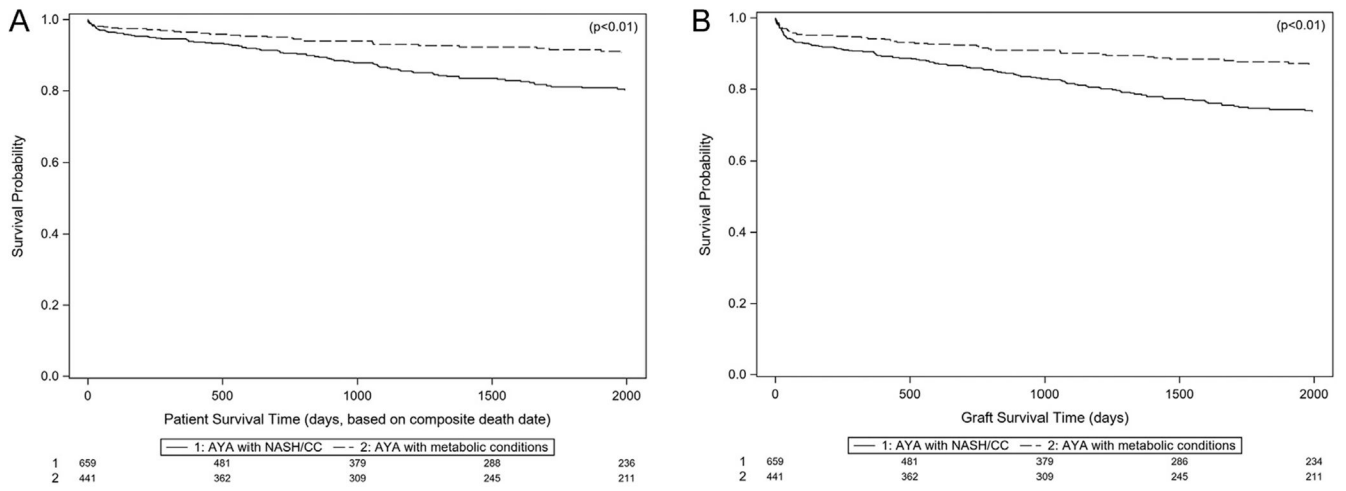 A
(p<0.01)
Survival Probability
1.0
0.8
0.6
0.4
0.2
0.0
0 500 1000 1500 2000
Patient Survival Time (days, based on composite death date)
1: AYA with NASH/CC 2: AYA with metabolic conditions
1 659 481 379 288 236
2 441 362 309 245 211
B
(p<0.01)
Survival Probability
1.0
0.8
0.6
0.4
0.2
0.0
0 500 1000 1500 2000
Graft Survival Time (days)
1: AYA with NASH/CC 2: AYA with metabolic conditions
1 659 481 379 286 234
2 441 362 309 245 211